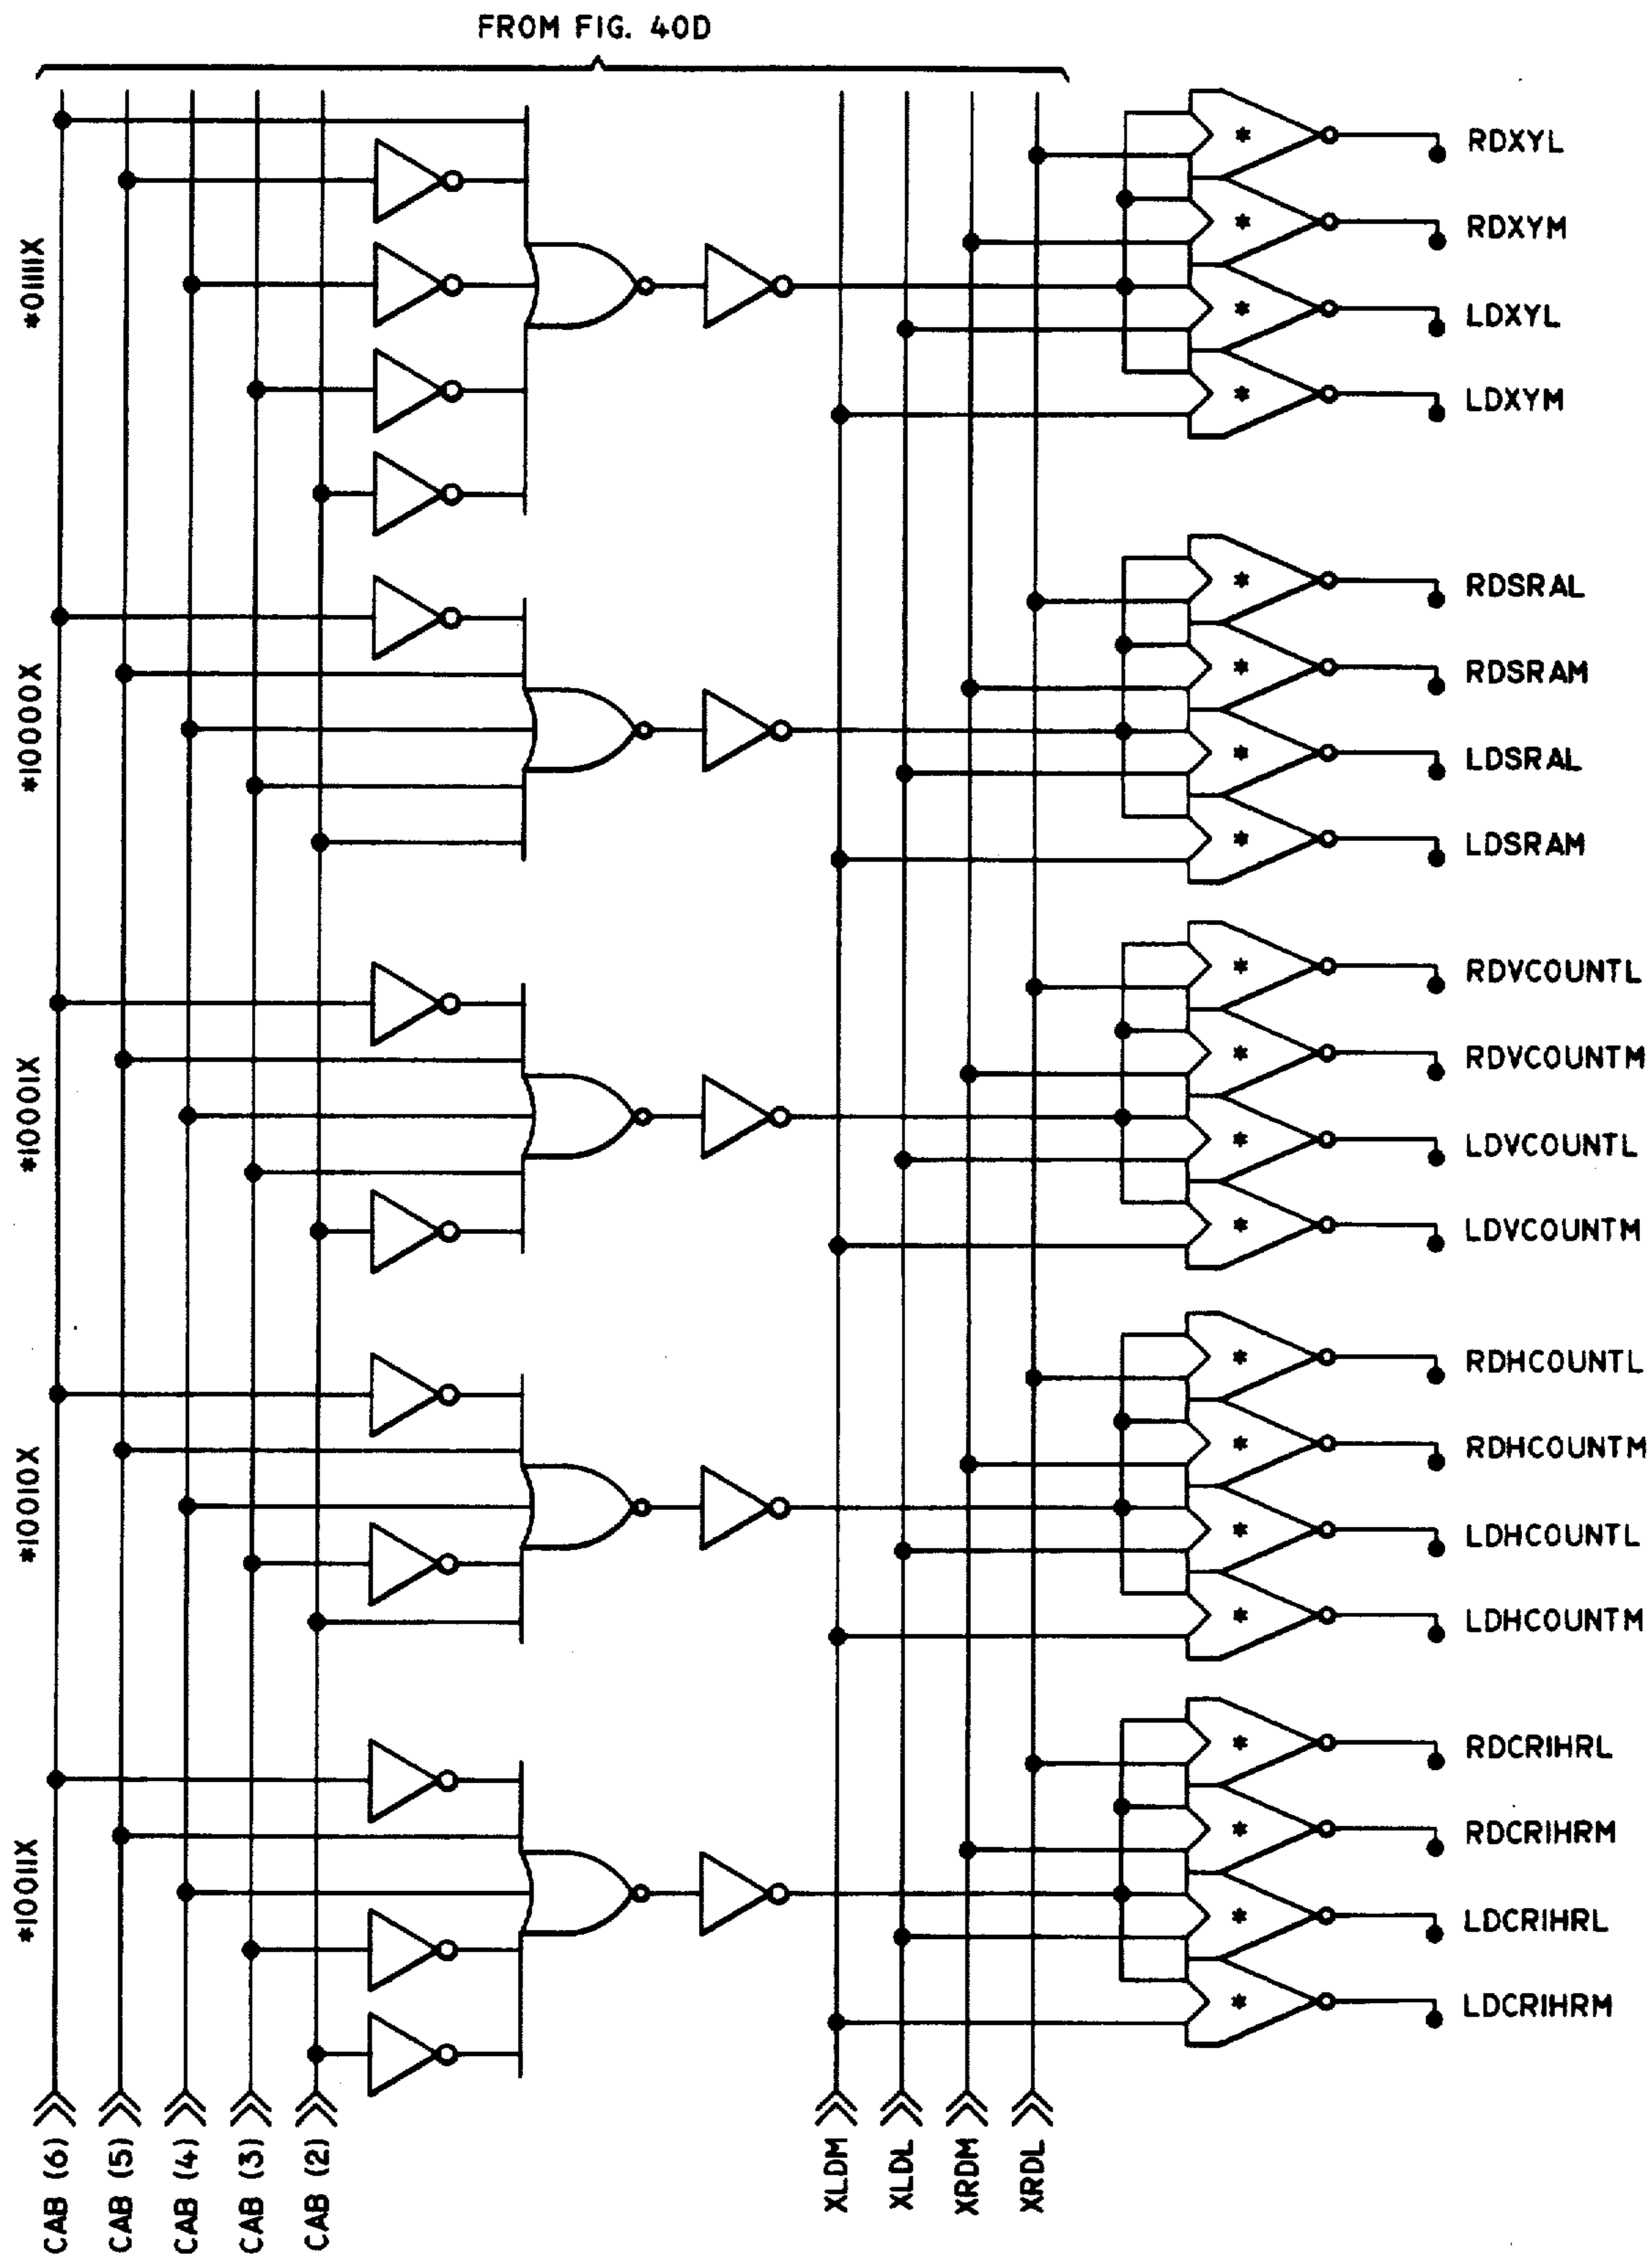 FROM FIG. 40D
*01111X
RDXYL
RDXYM
LDXYL
LDXYM
*10000X
RDSRAL
RDSRAM
LDSRAL
LDSRAM
*10001X
RDVCOUNTL
RDVCOUNTM
LDVCOUNTL
LDVCOUNTM
*10010X
RDHCOUNTL
RDHCOUNTM
LDHCOUNTL
LDHCOUNTM
*10011X
RDCRIHRL
RDCRIHRM
LDCRIHRL
LDCRIHRM
CAB (6)
CAB (5)
CAB (4)
CAB (3)
CAB (2)
XLDM
XLDL
XRDM
XRDL